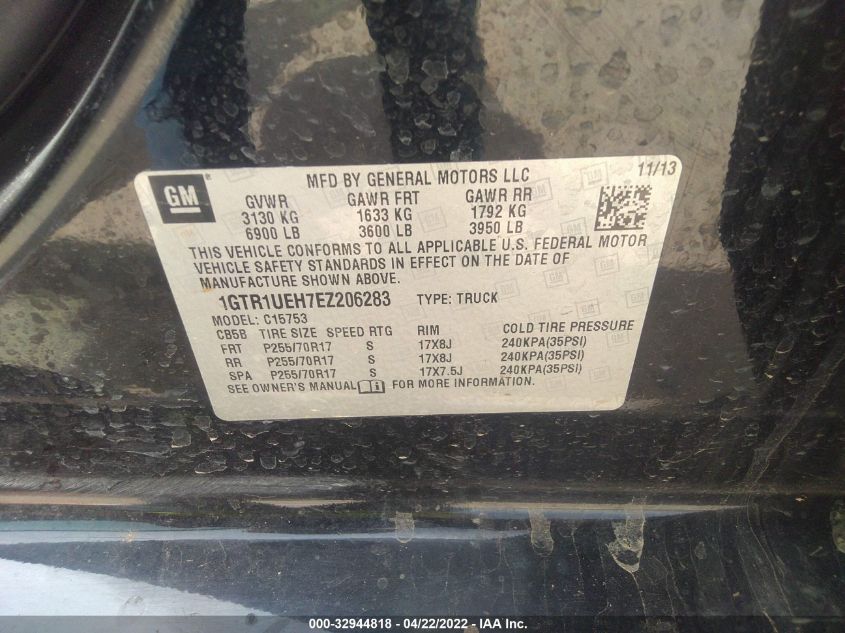 GM
MFD BY GENERAL MOTORS LLC 11/13
GVWR GAWR FRT GAWR RR
3130 KG 1633 KG 1792 KG
6900 LB 3600 LB 3950 LB
THIS VEHICLE CONFORMS TO ALL APPLICABLE U.S. FEDERAL MOTOR
VEHICLE SAFETY STANDARDS IN EFFECT ON THE DATE OF
MANUFACTURE SHOWN ABOVE.
1GTR1UEH7EZ206283 TYPE: TRUCK
MODEL: C15753
CB5B TIRE SIZE SPEED RTG RIM COLD TIRE PRESSURE
FRT P255/70R17 S 17X8J 240KPA(35PSI)
RR P255/70R17 S 17X8J 240KPA(35PSI)
SPA P255/70R17 S 17X7.5J 240KPA(35PSI)
SEE OWNER'S MANUAL FOR MORE INFORMATION.
000-32944818 - 04/22/2022 - IAA Inc.